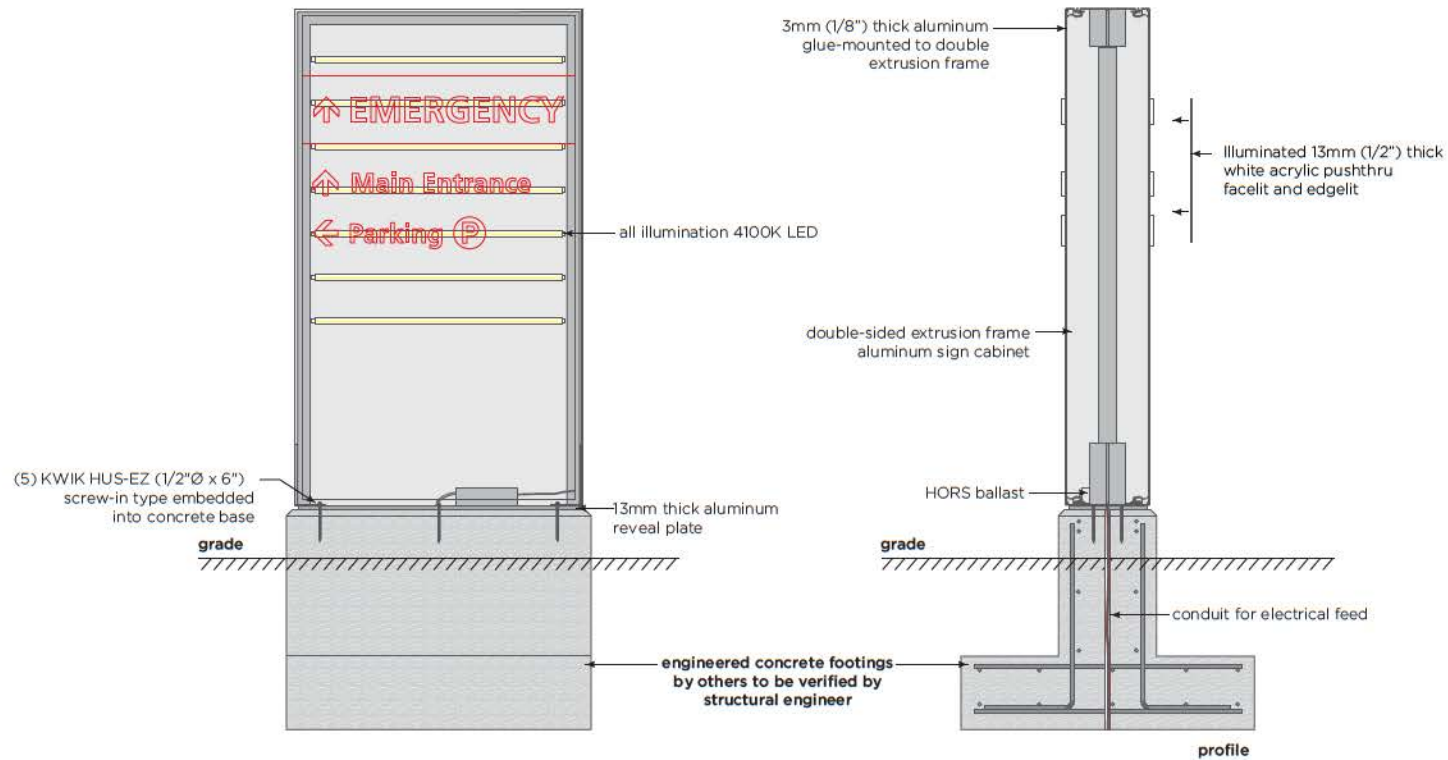 ↑ EMERGENCY
↑ Main Entrance
← Parking P
all illumination 4100K LED
(5) KWIK HUS-EZ (1/2"Ø x 6")
screw-in type embedded
into concrete base
13mm thick aluminum
reveal plate
grade
3mm (1/8") thick aluminum
glue-mounted to double
extrusion frame
Illuminated 13mm (1/2") thick
white acrylic pushthru
facelit and edgelit
double-sided extrusion frame
aluminum sign cabinet
HORS ballast
grade
conduit for electrical feed
engineered concrete footings
by others to be verified by
structural engineer
profile